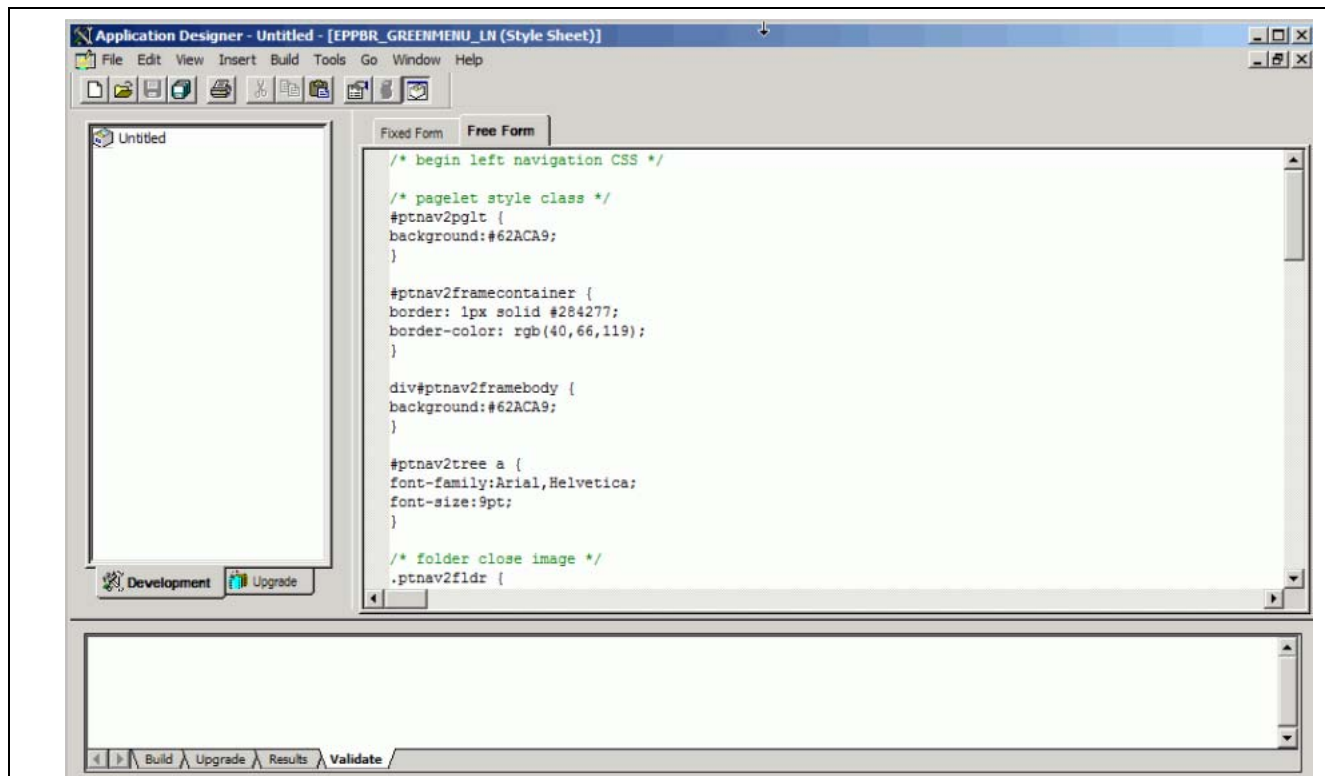 Application Designer - Untitled - [EPPBR_GREENMENU_LN (Style Sheet)]
File Edit View Insert Build Tools Go Window Help
Untitled
Fixed Form Free Form
/* begin left navigation CSS */
/* pagelet style class */
#ptnav2pglt {
background:#62ACA9;
}
#ptnav2framecontainer {
border: 1px solid #284277;
border-color: rgb(40,66,119);
}
div#ptnav2framebody {
background:#62ACA9;
}
#ptnav2tree a {
font-family:Arial,Helvetica;
font-size:9pt;
}
/* folder close image */
.ptnav2fldr {
Development Upgrade
Build Upgrade Results Validate